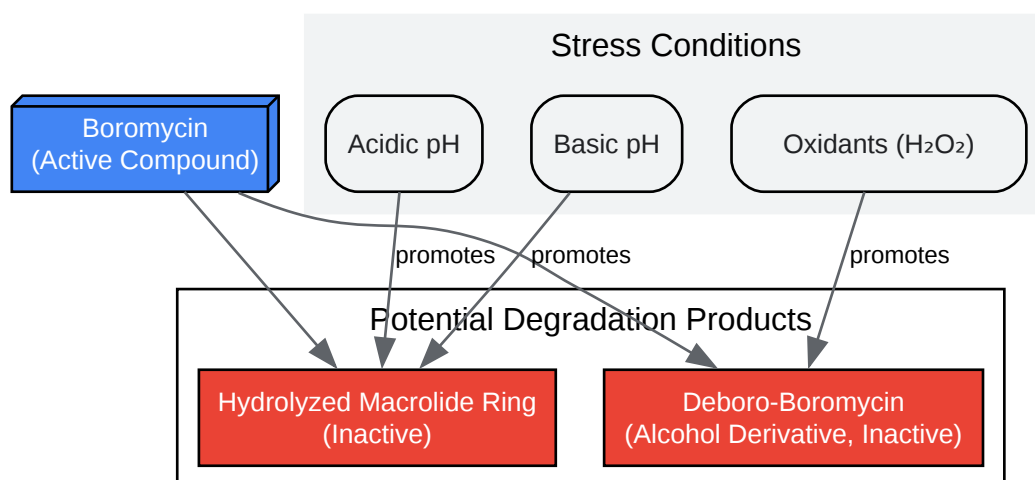 Stress Conditions
Boromycin
(Active Compound)
Acidic pH
Basic pH
Oxidants (H₂O₂)
promotes
promotes
promotes
Potential Degradation Products
Hydrolyzed Macrolide Ring
(Inactive)
Deboro-Boromycin
(Alcohol Derivative, Inactive)